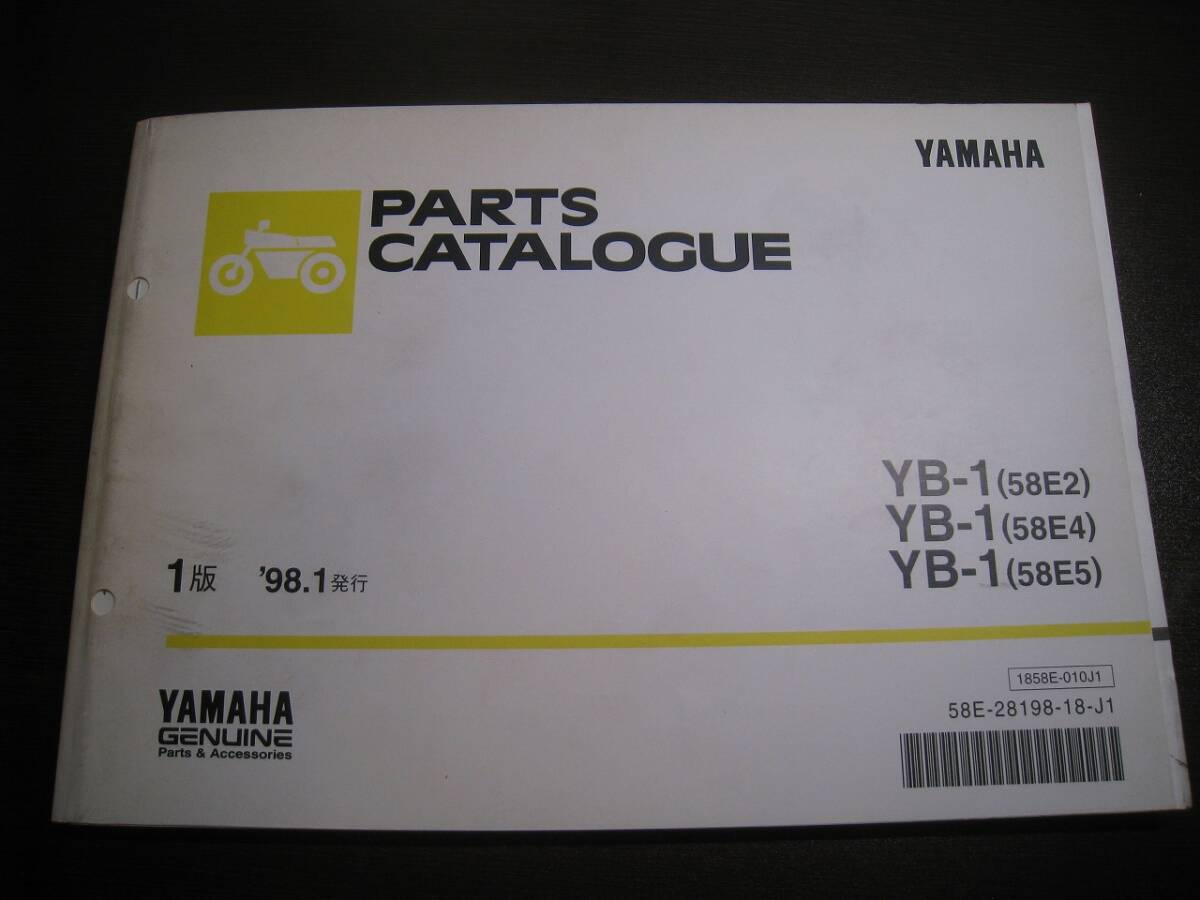 YAMAHA
PARTS
CATALOGUE
YB-1(58E2)
YB-1(58E4)
YB-1(58E5)
1版 '98.1発行
1858E-010J1
58E-28198-18-J1
YAMAHA
GENUINE
Parts & Accessories